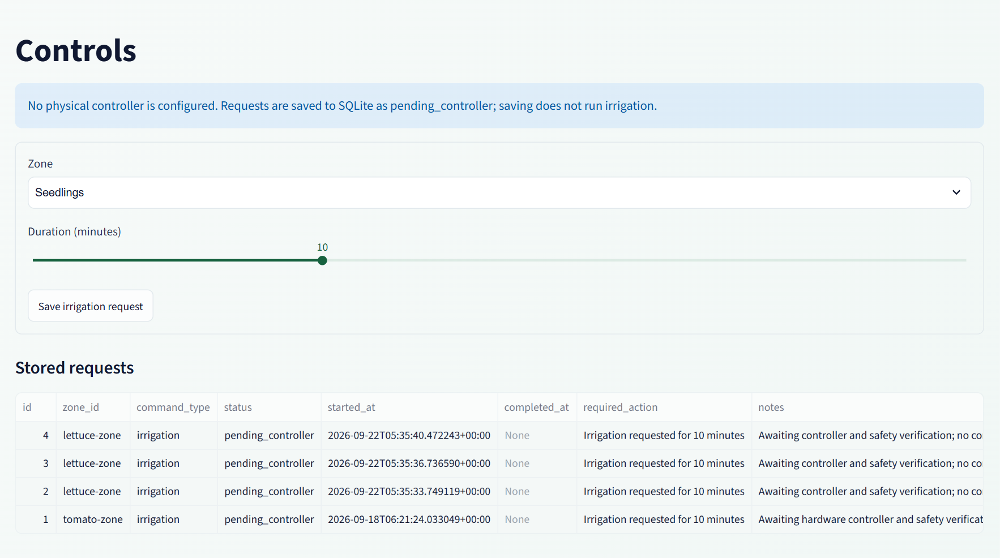 Controls
No physical controller is configured. Requests are saved to SQLite as pending_controller; saving does not run irrigation.
Zone
Seedlings
Duration (minutes)
10
Save irrigation request
Stored requests
id zone_id command_type status started_at completed_at required_action notes
4 lettuce-zone irrigation pending_controller 2026-09-22T05:35:40.472243+00:00 None Irrigation requested for 10 minutes Awaiting controller and safety verification; no co
3 lettuce-zone irrigation pending_controller 2026-09-22T05:35:36.736590+00:00 None Irrigation requested for 10 minutes Awaiting controller and safety verification; no co
2 lettuce-zone irrigation pending_controller 2026-09-22T05:35:33.749119+00:00 None Irrigation requested for 10 minutes Awaiting controller and safety verification; no co
1 tomato-zone irrigation pending_controller 2026-09-18T06:21:24.033049+00:00 None Irrigation requested for 10 minutes Awaiting hardware controller and safety verificat